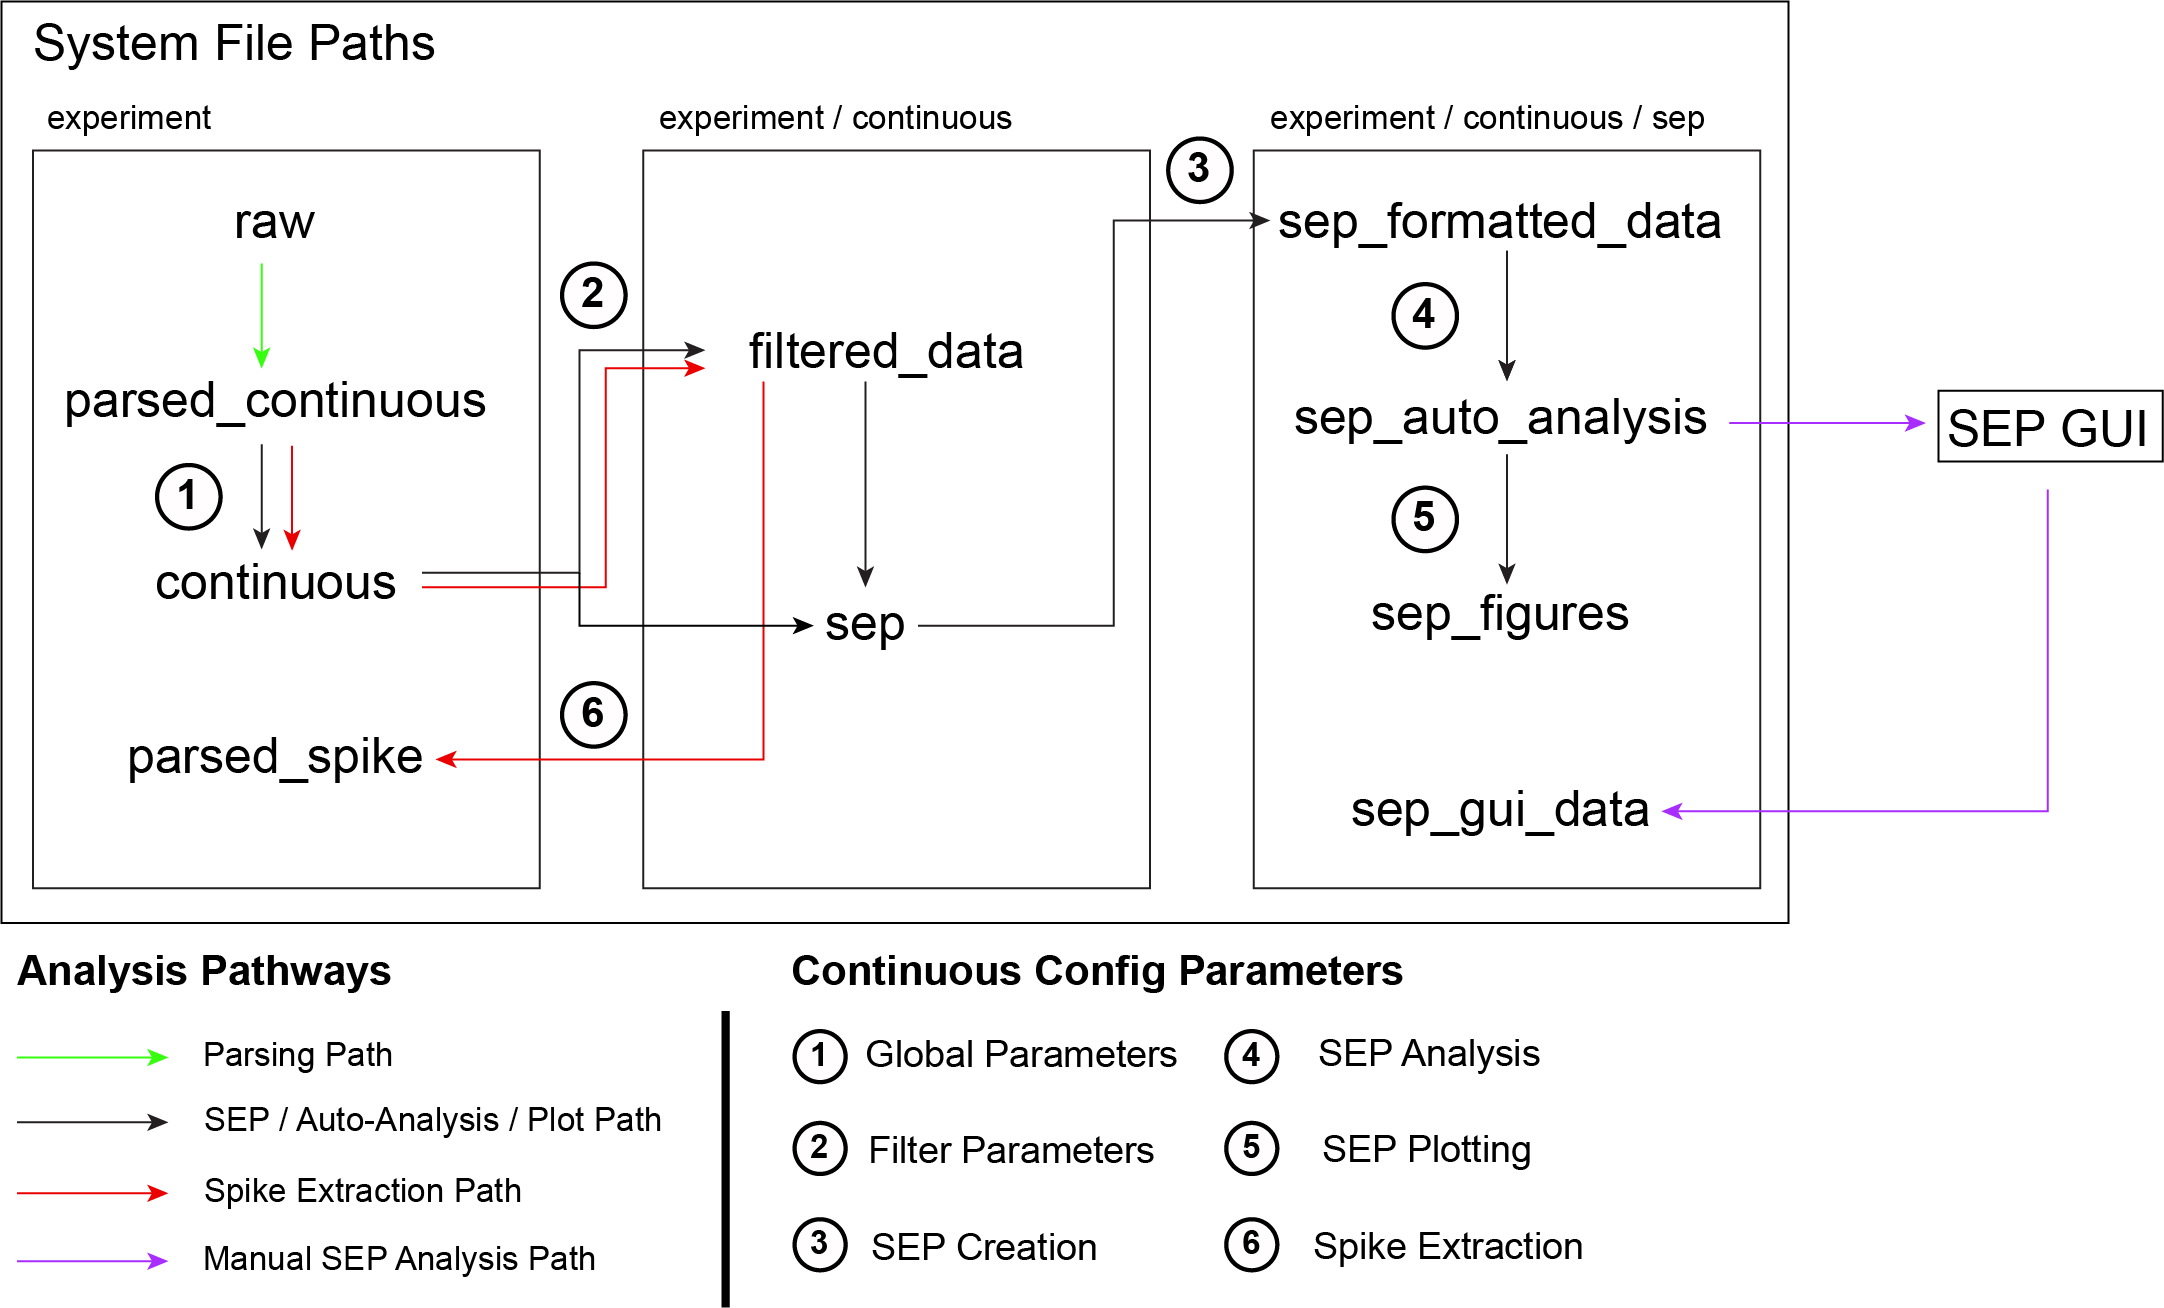 System File Paths
experiment
experiment / continuous
experiment / continuous / sep
raw
parsed_continuous
1
continuous
parsed_spike
2
filtered_data
sep
6
3
sep_formatted_data
4
sep_auto_analysis
5
sep_figures
sep_gui_data
SEP GUI
Analysis Pathways
Parsing Path
SEP / Auto-Analysis / Plot Path
Spike Extraction Path
Manual SEP Analysis Path
Continuous Config Parameters
1 Global Parameters
2 Filter Parameters
3 SEP Creation
4 SEP Analysis
5 SEP Plotting
6 Spike Extraction